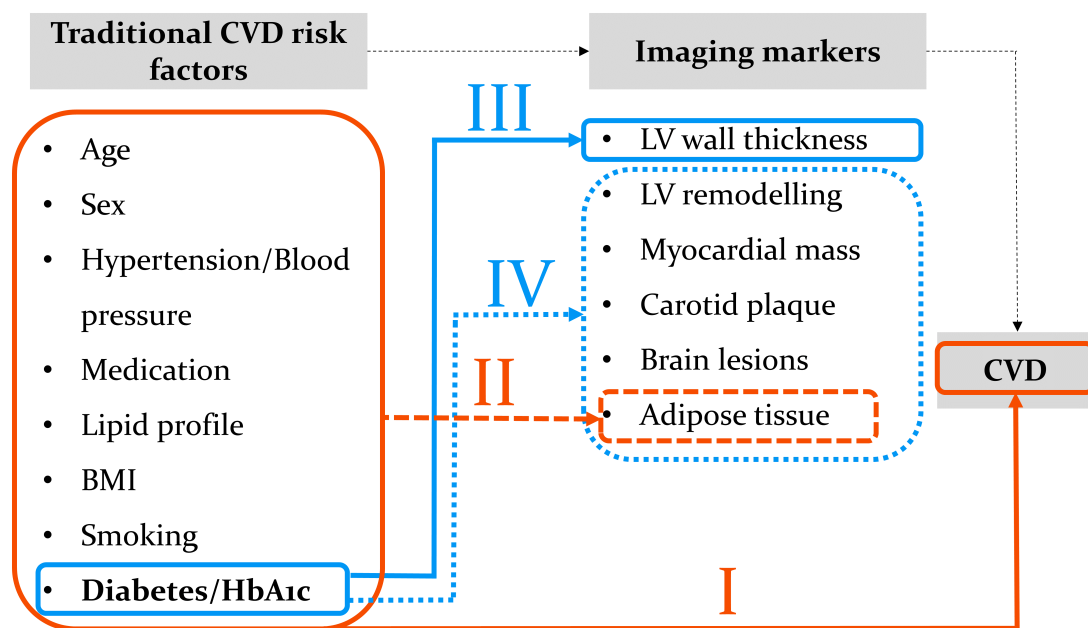 Traditional CVD risk
factors
Imaging markers
III
• Age
• Sex
• Hypertension/Blood
pressure
• Medication
• Lipid profile
• BMI
• Smoking
• Diabetes/HbA1c
• LV wall thickness
• LV remodelling
• Myocardial mass
• Carotid plaque
• Brain lesions
• Adipose tissue
IV
II
CVD
I